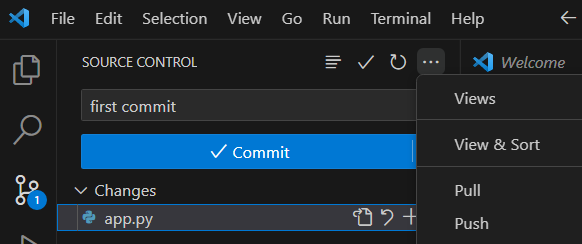 File Edit Selection View Go Run Terminal Help
SOURCE CONTROL
Welcome
first commit
Views
Commit
View & Sort
1
Changes
Pull
app.py
Push